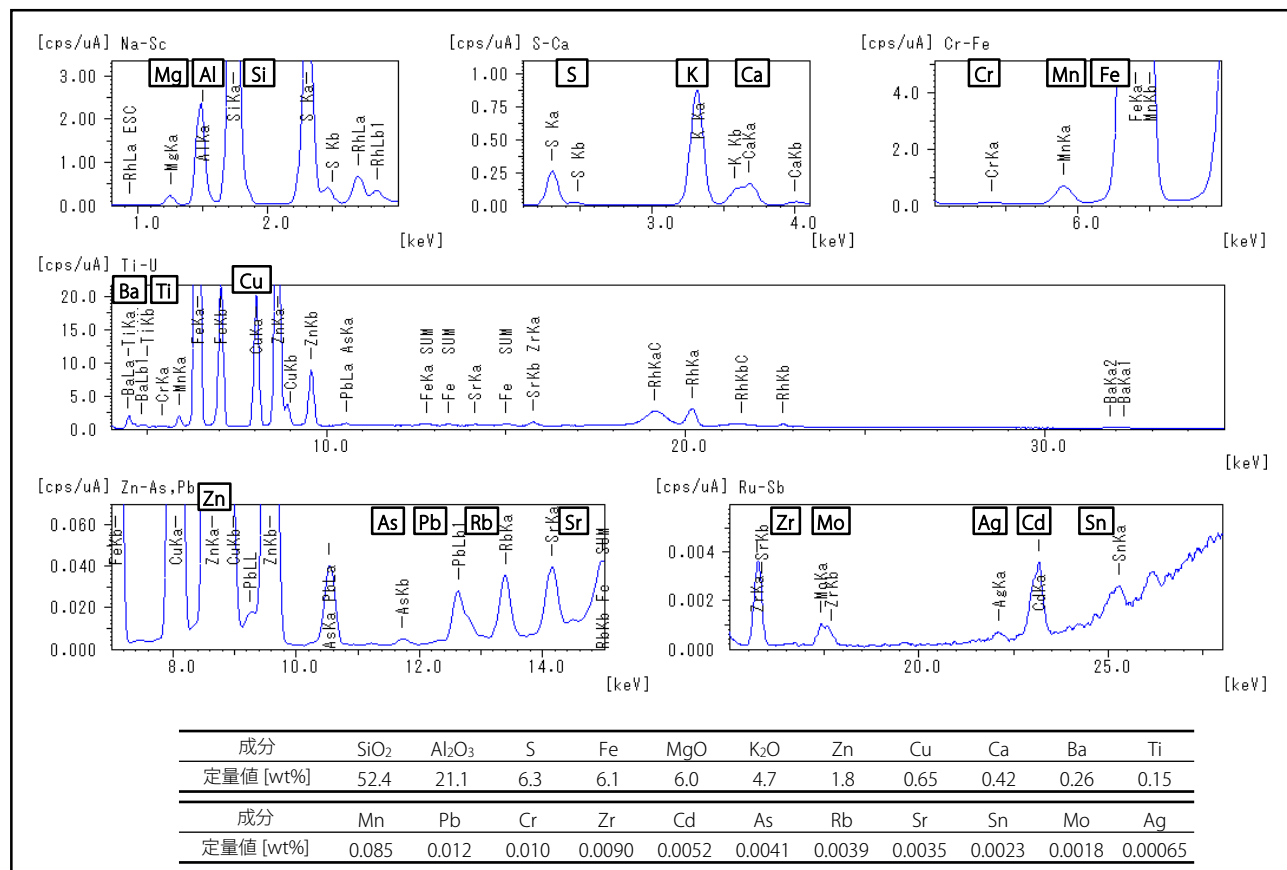 [cps/uA] Na-Sc
Mg Al Si
3.00
2.00
1.00
0.00
RhLa ESC
MgKa
AlKa
SiKa
S Ka
S Kb
RhLa
RhLb1
1.0 2.0
[keV]
[cps/uA] S-Ca
S K Ca
1.00
0.75
0.50
0.25
0.00
S Ka
S Kb
K Ka
K Kb
CaKa
CaKb
3.0 4.0
[keV]
[cps/uA] Cr-Fe
Cr Mn Fe
4.0
2.0
0.0
CrKa
MnKa
FeKa
MnKb
6.0
[keV]
[cps/uA] Ti-U
Ba Ti Cu
20.0
15.0
10.0
5.0
0.0
BaLa TiKa
BaLb1 TiKb
CrKa
MnKa
FeKa
FeKb
CuKa
ZnKa
CuKb
ZnKb
PbLa AsKa
FeKa SUM
Fe SUM
SrKa
Fe SUM
SrKb ZrKa
RhKaC
RhKa
RhKbC
RhKb
BaKa2
BaKa1
10.0 20.0 30.0
[keV]
[cps/uA] Zn-As,Pb
Zn As Pb Rb Sr
0.060
0.040
0.020
0.000
FeKb
CuKa
ZnKa
CuKb
PbLL
ZnKb
AsKa PbLa
AsKb
PbLb1
RbKa
SrKa
RbKb Fe SUM
8.0 10.0 12.0 14.0
[keV]
[cps/uA] Ru-Sb
Zr Mo Ag Cd Sn
0.004
0.002
0.000
ZrKa
SrKb
MoKa
ZrKb
AgKa
CdKa
SnKa
20.0 25.0
[keV]
成分 SiO₂ Al₂O₃ S Fe MgO K₂O Zn Cu Ca Ba Ti
定量値 [wt%] 52.4 21.1 6.3 6.1 6.0 4.7 1.8 0.65 0.42 0.26 0.15
成分 Mn Pb Cr Zr Cd As Rb Sr Sn Mo Ag
定量値 [wt%] 0.085 0.012 0.010 0.0090 0.0052 0.0041 0.0039 0.0035 0.0023 0.0018 0.00065